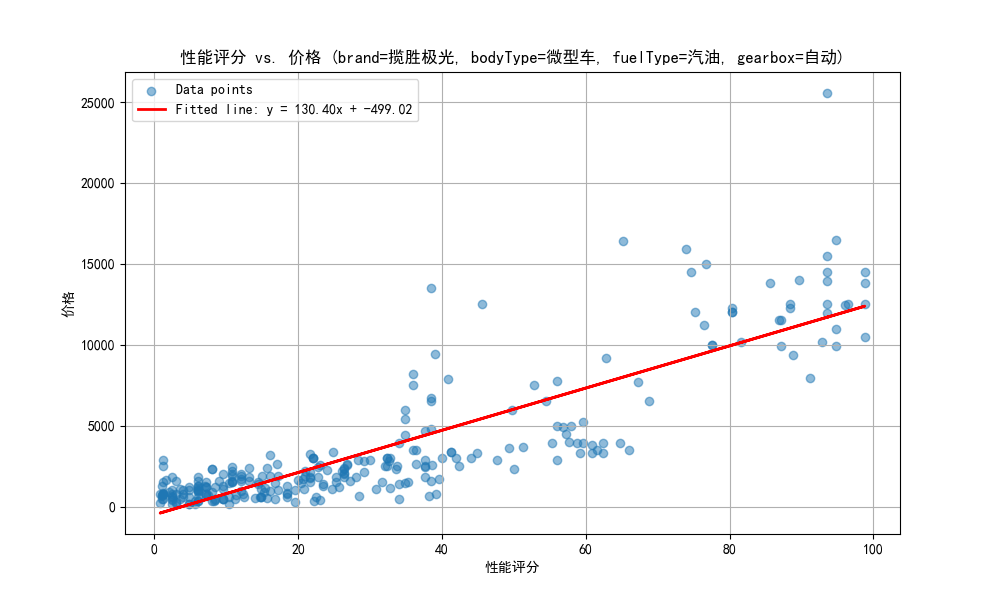 性能评分 vs. 价格 (brand=揽胜极光, bodyType=微型车, fuelType=汽油, gearbox=自动)
Data points
Fitted line: y = 130.40x + -499.02
25000
20000
15000
10000
5000
0
价格
0 20 40 60 80 100
性能评分